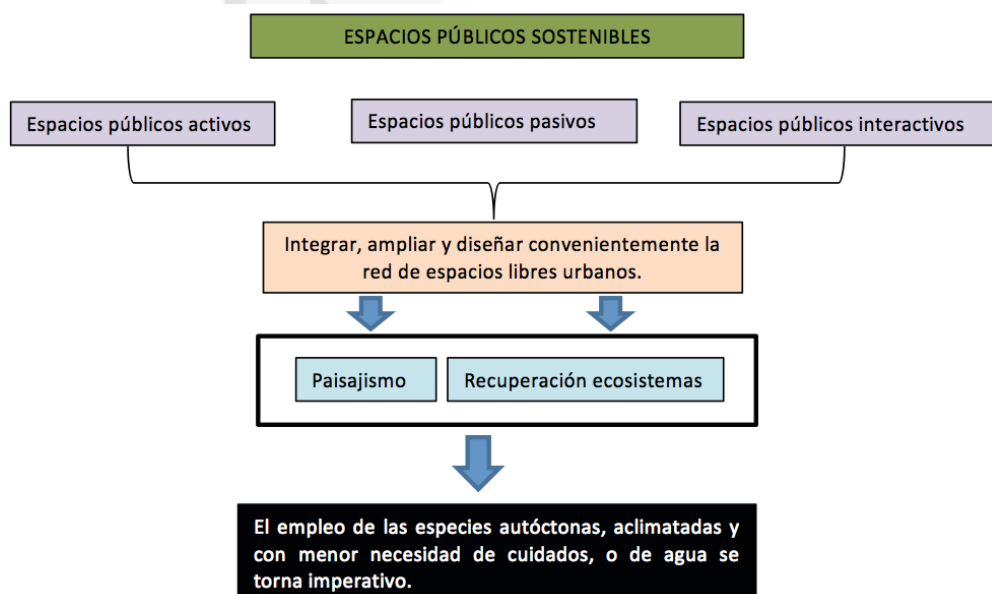 ESPACIOS PÚBLICOS SOSTENIBLES
Espacios públicos activos
Espacios públicos pasivos
Espacios públicos interactivos
Integrar, ampliar y diseñar convenientemente la
red de espacios libres urbanos.
Paisajismo
Recuperación ecosistemas
El empleo de las especies autóctonas, aclimatadas y
con menor necesidad de cuidados, o de agua se
torna imperativo.